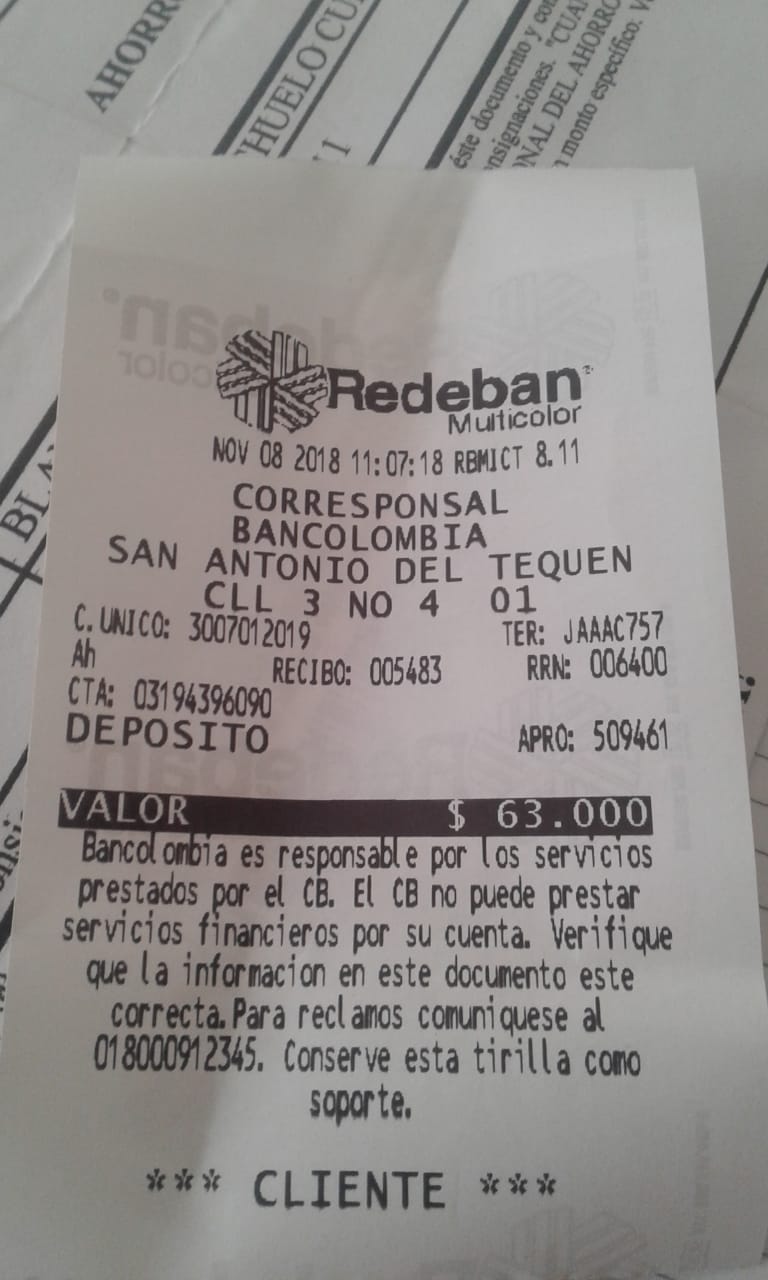 AHORR
HUELO CU
éste documento y con
nsignaciones. "CUA
NAL DEL AHORRO
n monto específico. V
BLA
Redeban
Multicolor
NOV 08 2018 11:07:18 RBMICT 8.11
CORRESPONSAL
BANCOLOMBIA
SAN ANTONIO DEL TEQUEN
CLL 3 NO 4 01
C. UNICO: 3007012019 TER: JAAAC757
Ah RECIBO: 005483 RRN: 006400
CTA: 03194396090
DEPOSITO APRO: 509461
VALOR $ 63.000
Bancolombia es responsable por los servicios
prestados por el CB. El CB no puede prestar
servicios financieros por su cuenta. Verifique
que la informacion en este documento este
correcta.Para reclamos comuniquese al
018000912345. Conserve esta tirilla como
soporte.
*** CLIENTE ***